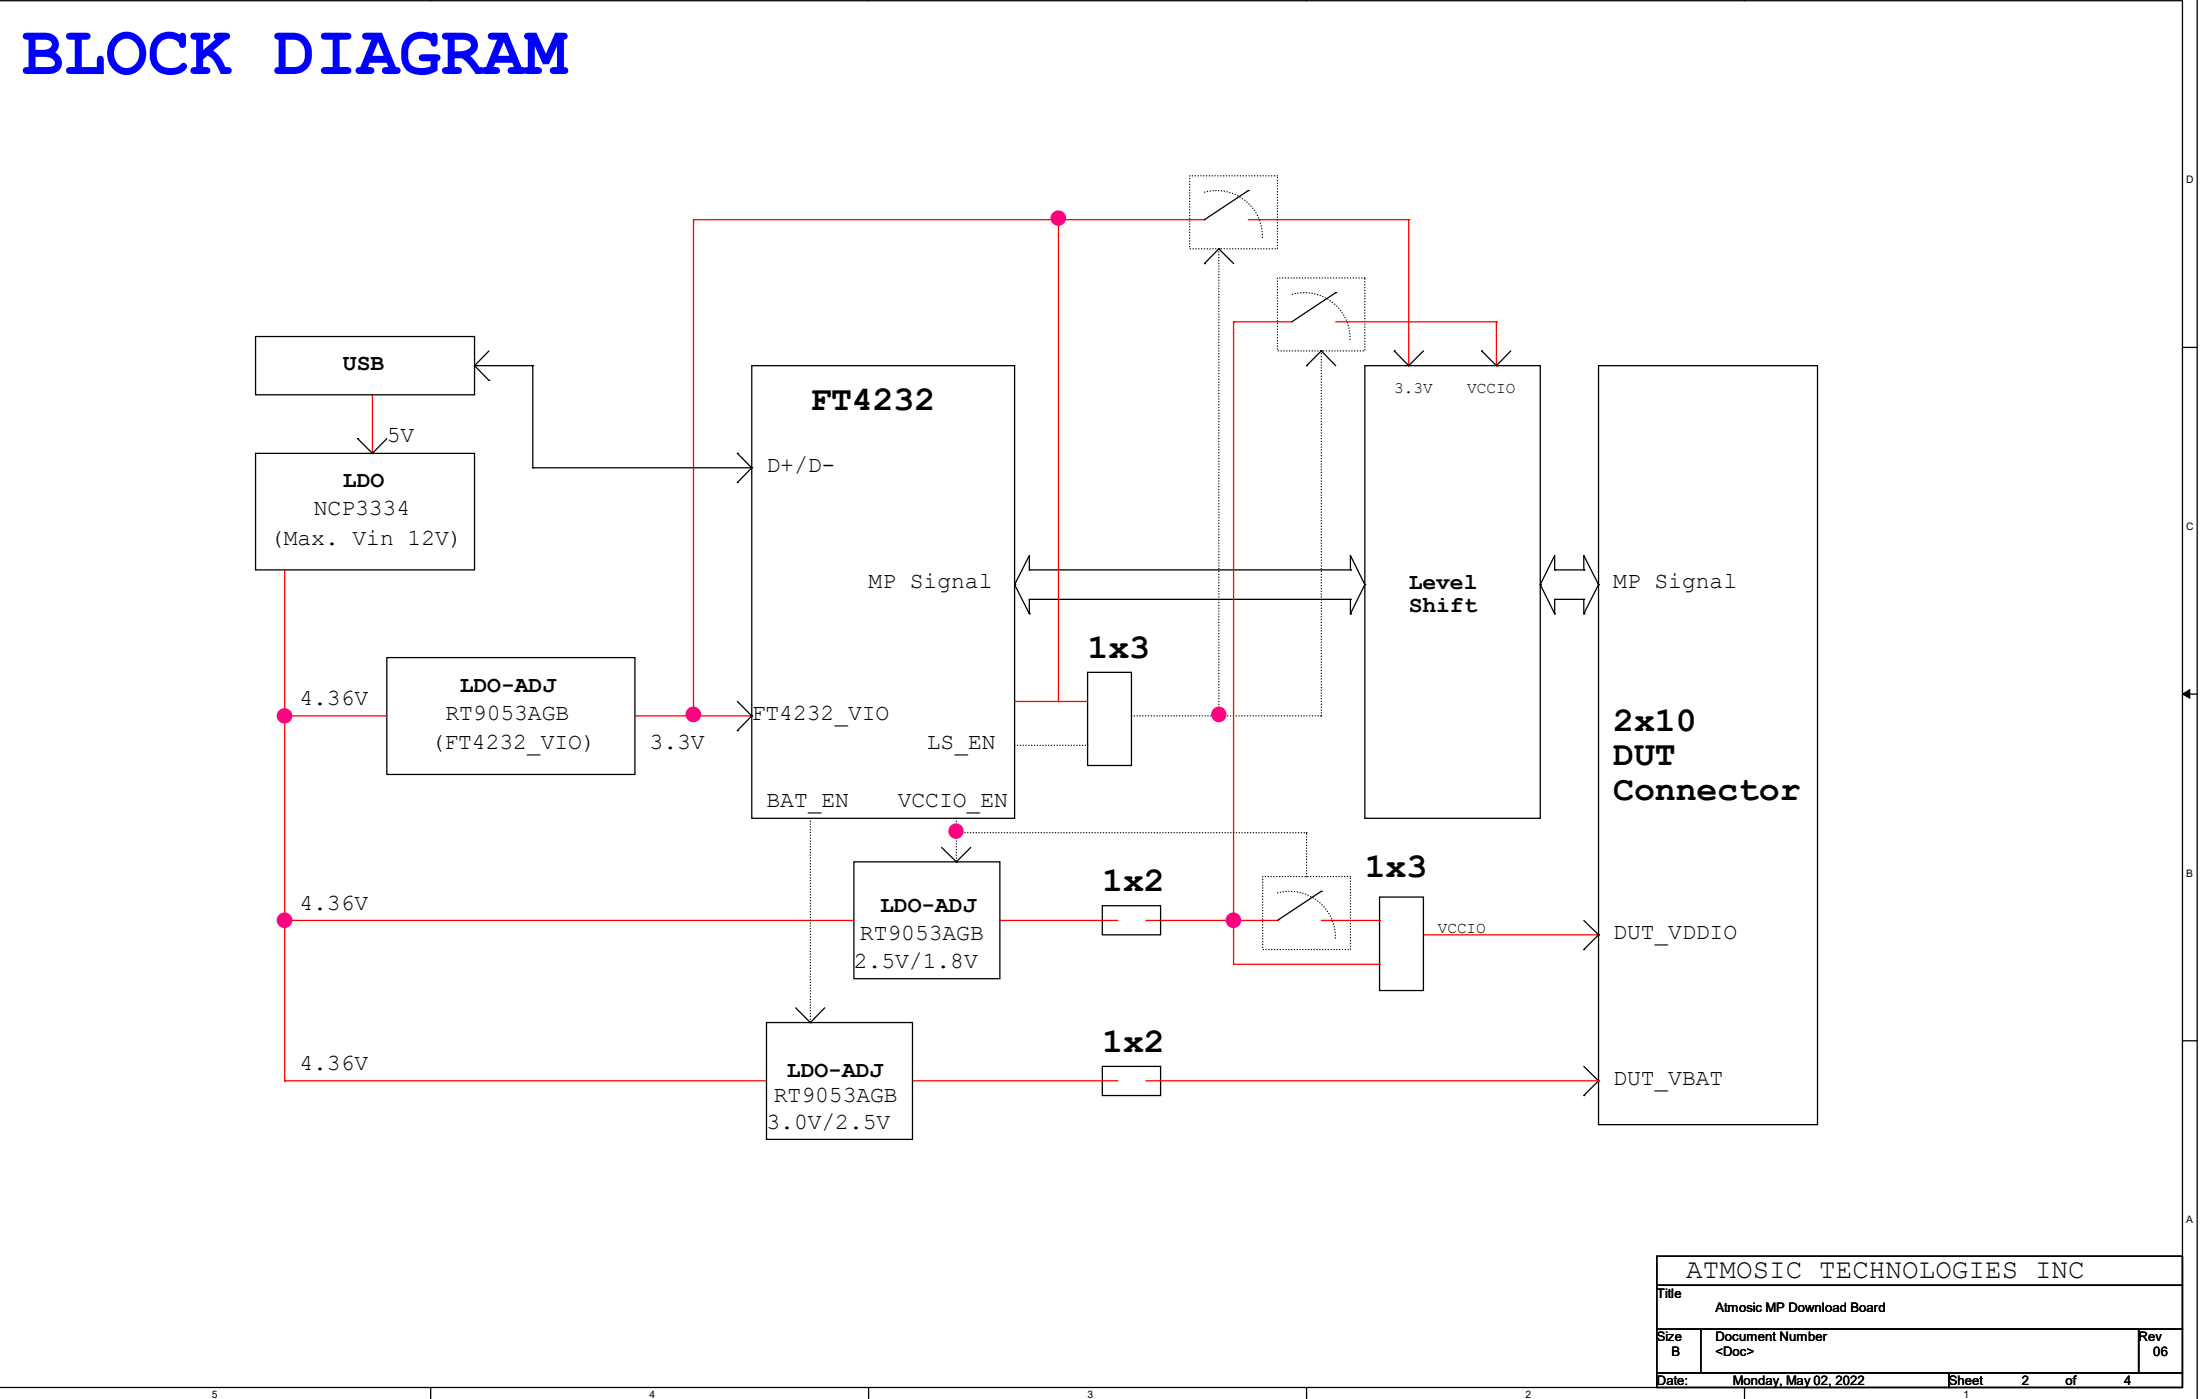 BLOCK DIAGRAM
D
USB
5V
LDO
NCP3334
(Max. Vin 12V)
FT4232
D+/D-
MP Signal
3.3V VCCIO
Level
Shift
MP Signal
C
1x3
4.36V
LDO-ADJ
RT9053AGB
(FT4232_VIO)
3.3V
FT4232_VIO
LS_EN
BAT_EN VCCIO_EN
2x10
DUT
Connector
1x2
1x3
B
4.36V
LDO-ADJ
RT9053AGB
2.5V/1.8V
VCCIO
DUT_VDDIO
1x2
4.36V
LDO-ADJ
RT9053AGB
3.0V/2.5V
DUT_VBAT
A
ATMOSIC TECHNOLOGIES INC
Title
Atmosic MP Download Board
Size Document Number Rev
B <Doc> 06
Date: Monday, May 02, 2022 Sheet 2 of 4
5 4 3 2 1